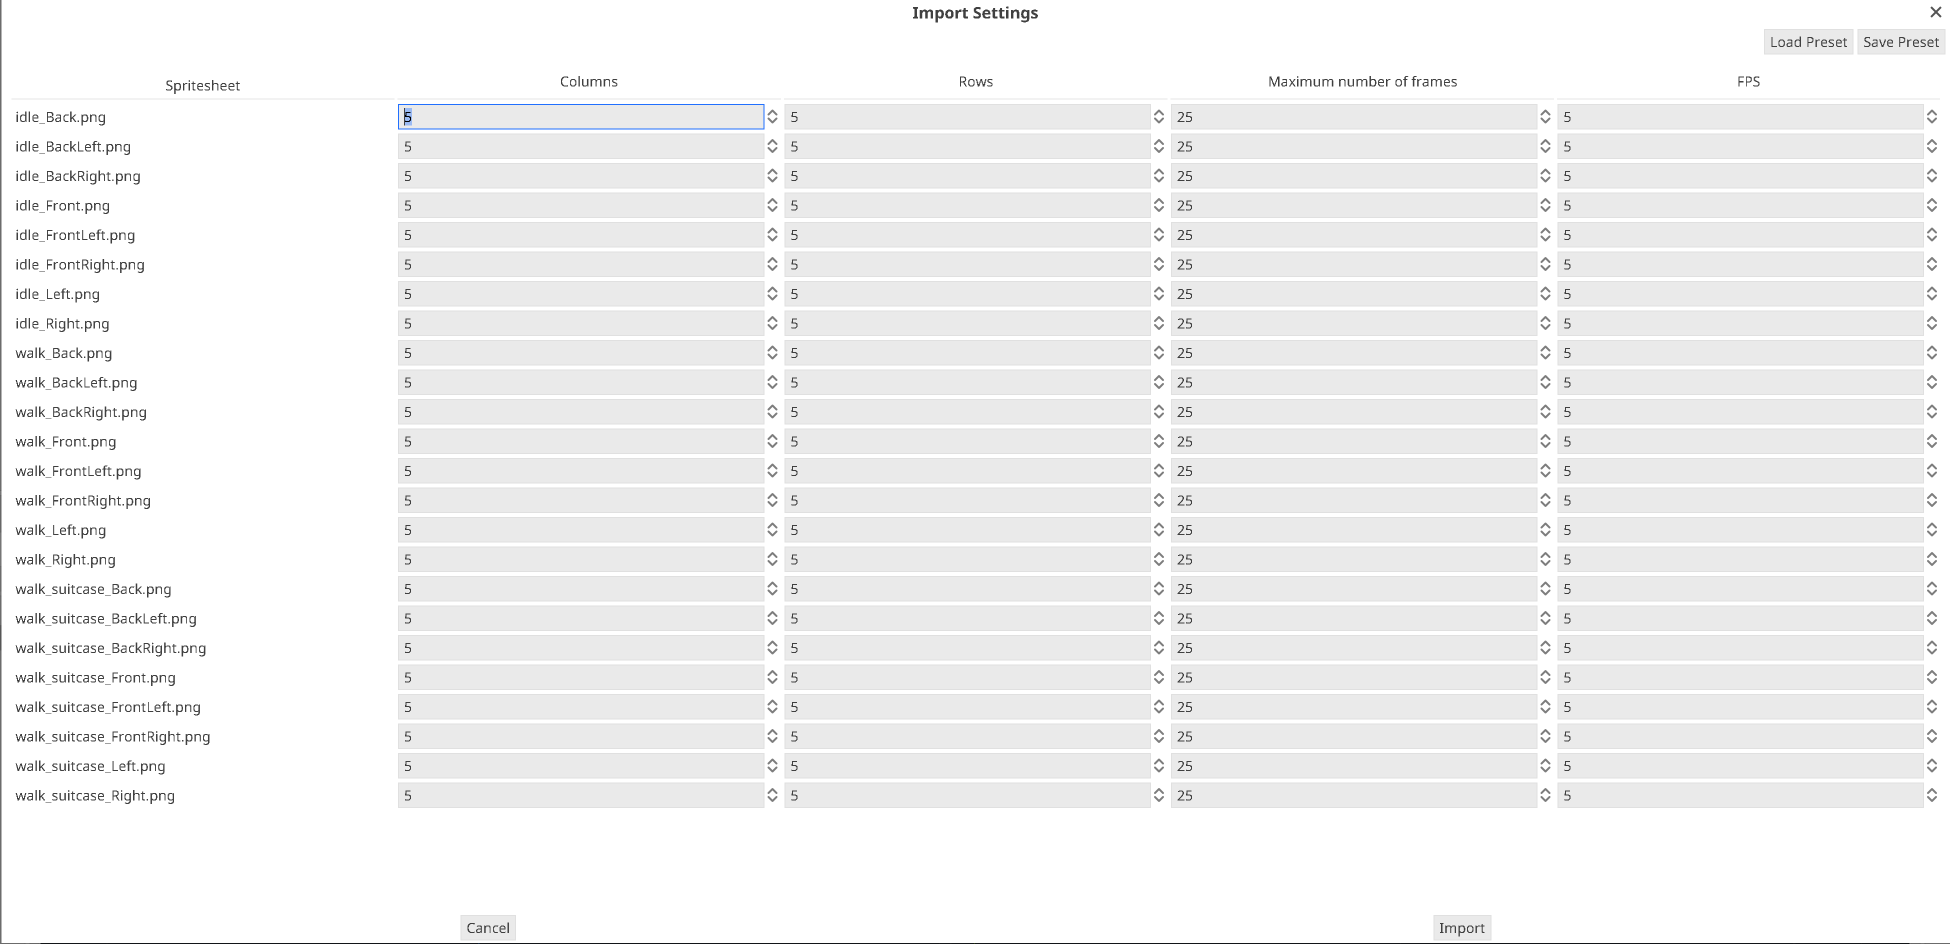 Import Settings
Load Preset Save Preset
Spritesheet Columns Rows Maximum number of frames FPS
idle_Back.png 5 5 25 5
idle_BackLeft.png 5 5 25 5
idle_BackRight.png 5 5 25 5
idle_Front.png 5 5 25 5
idle_FrontLeft.png 5 5 25 5
idle_FrontRight.png 5 5 25 5
idle_Left.png 5 5 25 5
idle_Right.png 5 5 25 5
walk_Back.png 5 5 25 5
walk_BackLeft.png 5 5 25 5
walk_BackRight.png 5 5 25 5
walk_Front.png 5 5 25 5
walk_FrontLeft.png 5 5 25 5
walk_FrontRight.png 5 5 25 5
walk_Left.png 5 5 25 5
walk_Right.png 5 5 25 5
walk_suitcase_Back.png 5 5 25 5
walk_suitcase_BackLeft.png 5 5 25 5
walk_suitcase_BackRight.png 5 5 25 5
walk_suitcase_Front.png 5 5 25 5
walk_suitcase_FrontLeft.png 5 5 25 5
walk_suitcase_FrontRight.png 5 5 25 5
walk_suitcase_Left.png 5 5 25 5
walk_suitcase_Right.png 5 5 25 5
Cancel Import